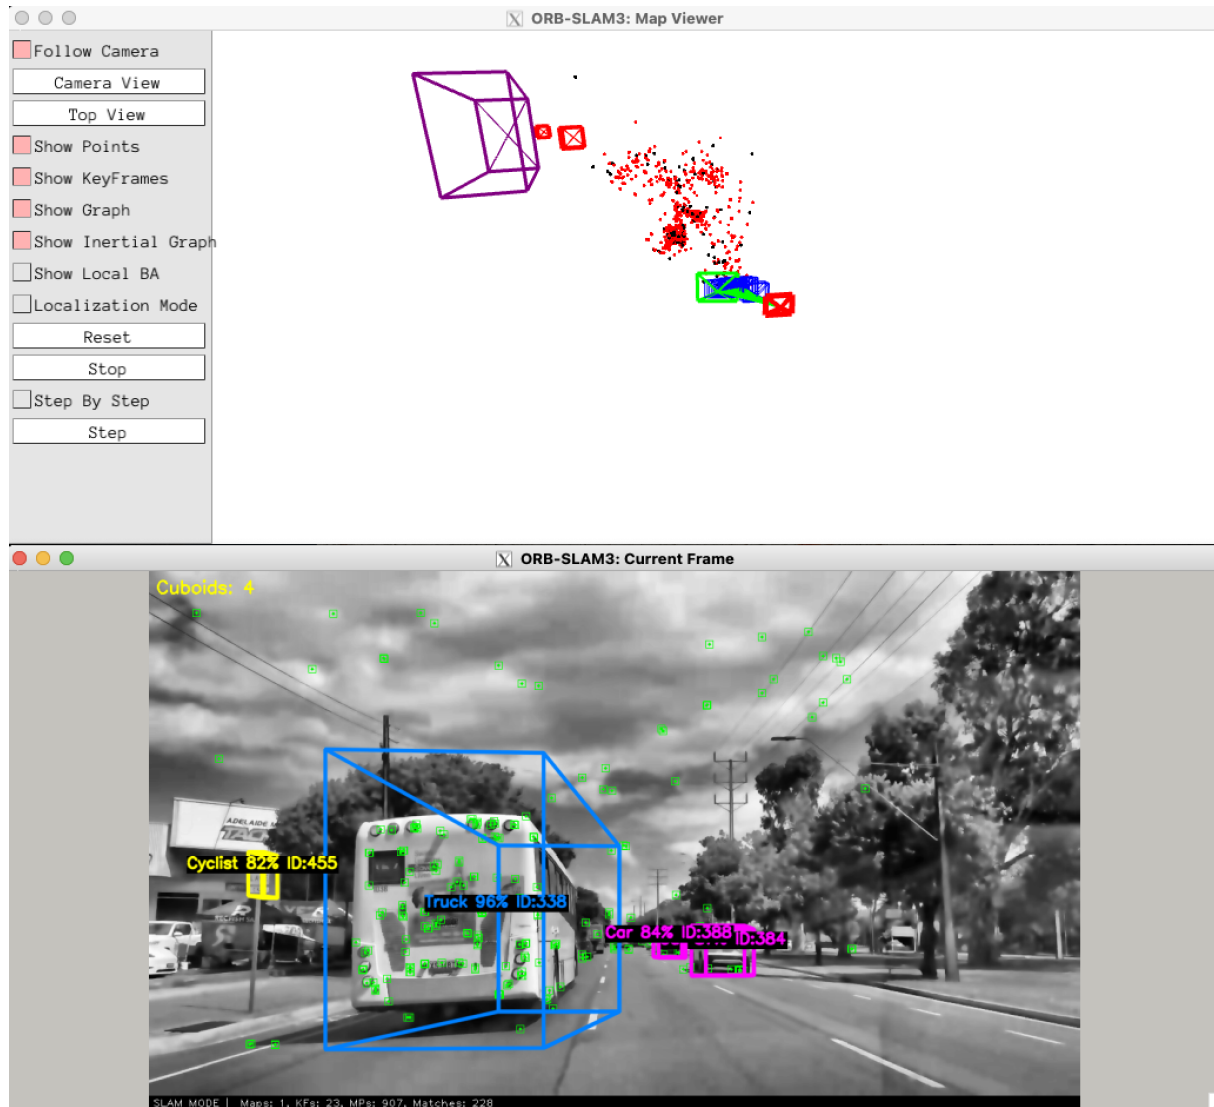 ORB-SLAM3: Map Viewer
Follow Camera
Camera View
Top View
Show Points
Show KeyFrames
Show Graph
Show Inertial Graph
Show Local BA
Localization Mode
Reset
Stop
Step By Step
Step
ORB-SLAM3: Current Frame
Cuboids: 4
ADELAIDE
Cyclist 82% ID:455
Truck 96% ID:338
Car 84% ID:388
ID:384
SLAM MODE | Maps: 1, KFs: 23, MPs: 907, Matches: 228